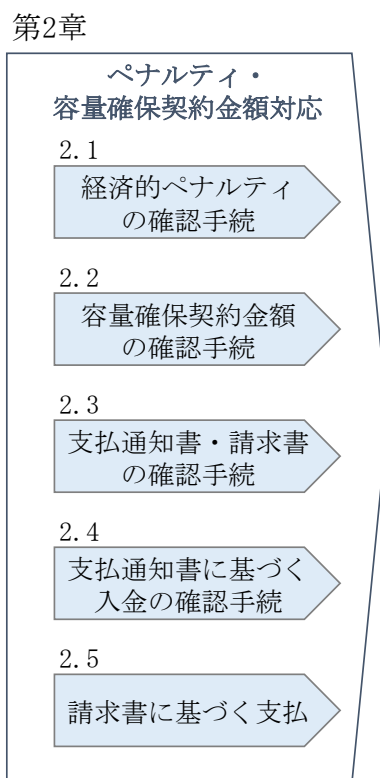 第2章
ペナルティ・
容量確保契約金額対応
2.1
経済的ペナルティ
の確認手続
2.2
容量確保契約金額
の確認手続
2.3
支払通知書・請求書
の確認手続
2.4
支払通知書に基づく
入金の確認手続
2.5
請求書に基づく支払